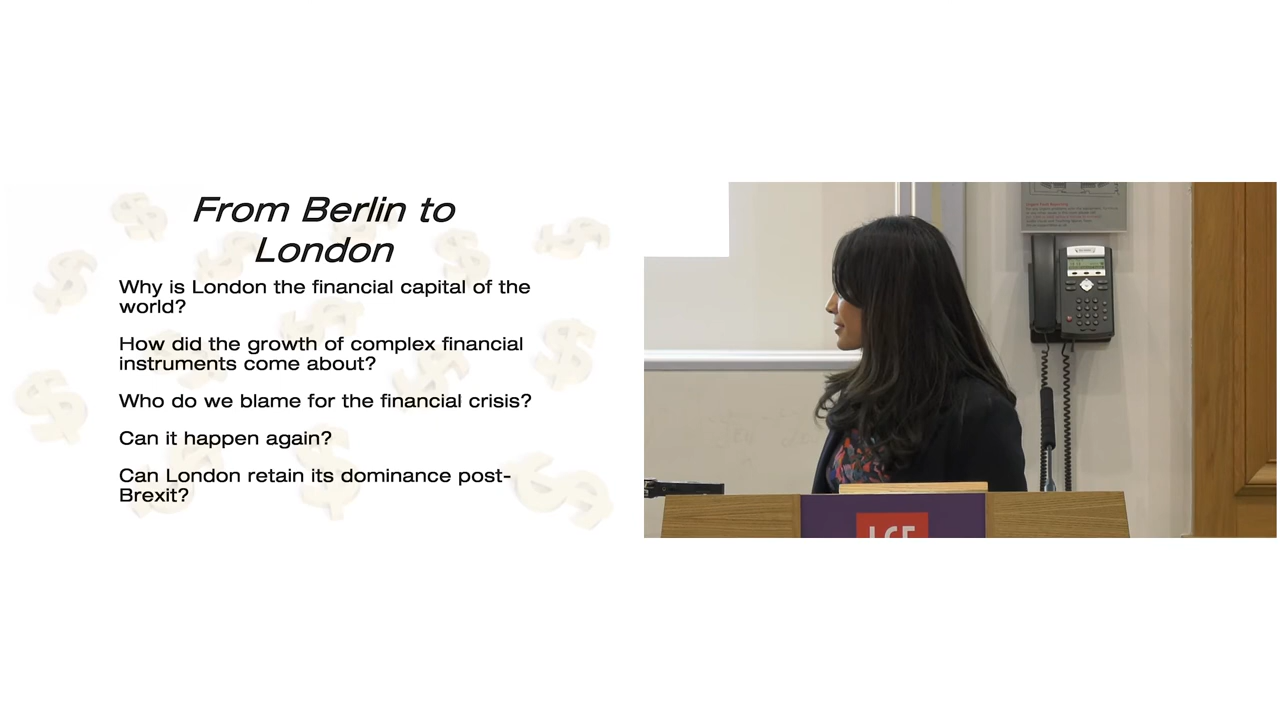 From Berlin to
London
Why is London the financial capital of the
world?
How did the growth of complex financial
instruments come about?
Who do we blame for the financial crisis?
Can it happen again?
Can London retain its dominance post-
Brexit?
LSE